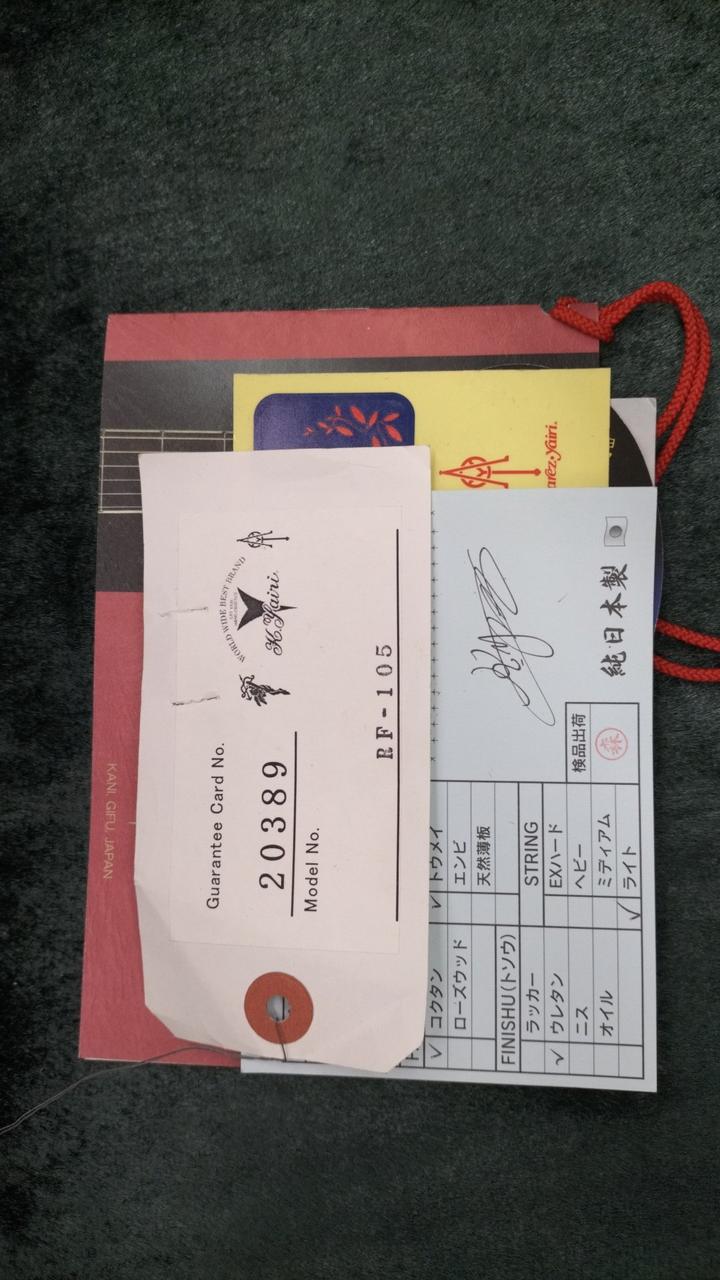 WORLD WIDE BEST BRAND
K.Yairi
Guarantee Card No.
20389
Model No.
RF-105
KANI, GIFU, JAPAN
純日本製
検品出荷
森
トウメイ
エンビ
天然薄板
✓ コクタン
ローズウッド
FINISHU(トソウ)
ラッカー
✓ ウレタン
ニス
オイル
STRING
EXハード
ヘビー
ミディアム
✓ ライト